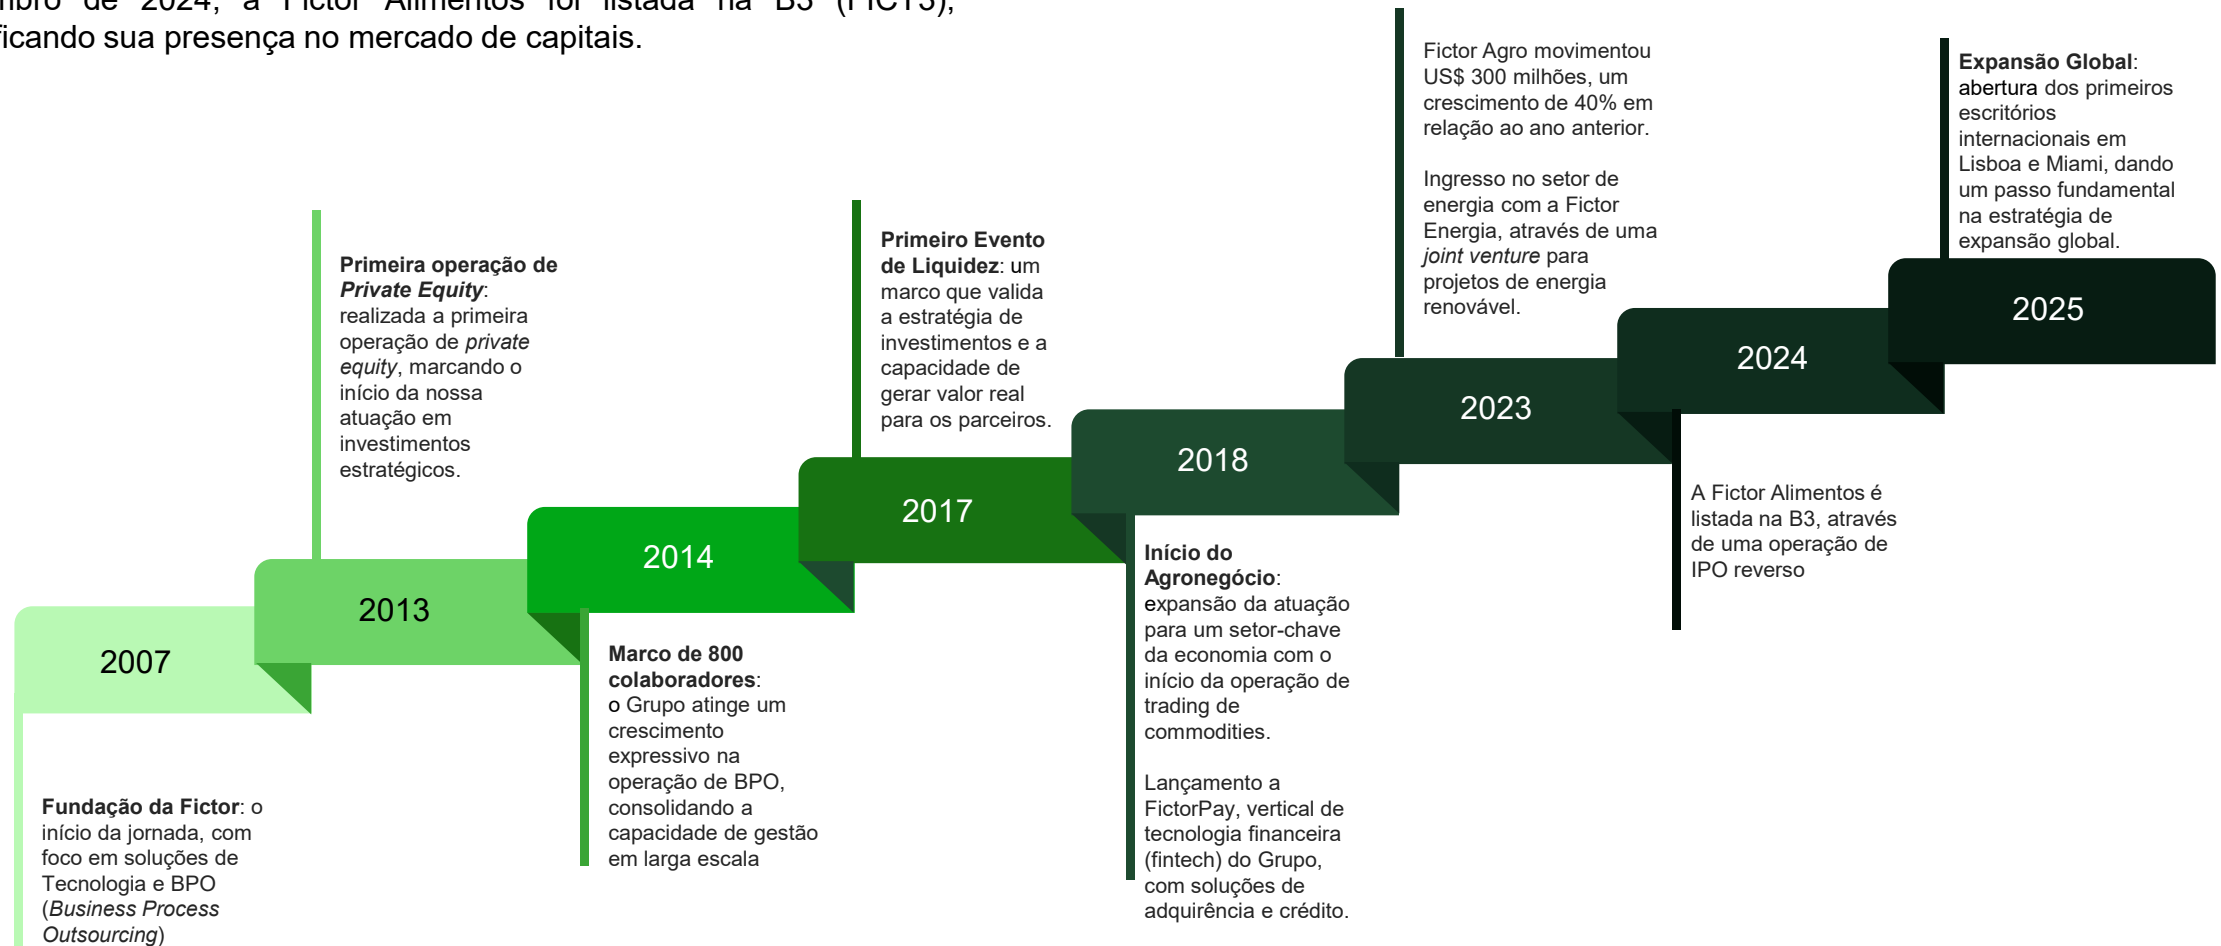 de 2024, a Fictor Alimentos foi listada na B3 (FICT3),
sua presença no mercado de capitais.
2007
Fundação da Fictor: o
início da jornada, com
foco em soluções de
Tecnologia e BPO
(Business Process
Outsourcing)
Primeira operação de
Private Equity:
realizada a primeira
operação de private
equity, marcando o
início da nossa
atuação em
investimentos
estratégicos.
2013
2014
Marco de 800
colaboradores:
o Grupo atinge um
crescimento
expressivo na
operação de BPO,
consolidando a
capacidade de gestão
em larga escala
Primeiro Evento
de Liquidez: um
marco que valida
a estratégia de
investimentos e a
capacidade de
gerar valor real
para os parceiros.
2017
2018
Início do
Agronegócio:
expansão da atuação
para um setor-chave
da economia com o
início da operação de
trading de
commodities.
Lançamento a
FictorPay, vertical de
tecnologia financeira
(fintech) do Grupo,
com soluções de
adquirência e crédito.
Fictor Agro movimentou
US$ 300 milhões, um
crescimento de 40% em
relação ao ano anterior.
Ingresso no setor de
energia com a Fictor
Energia, através de uma
joint venture para
projetos de energia
renovável.
2023
2024
A Fictor Alimentos é
listada na B3, através
de uma operação de
IPO reverso
Expansão Global:
abertura dos primeiros
escritórios
internacionais em
Lisboa e Miami, dando
um passo fundamental
na estratégia de
expansão global.
2025